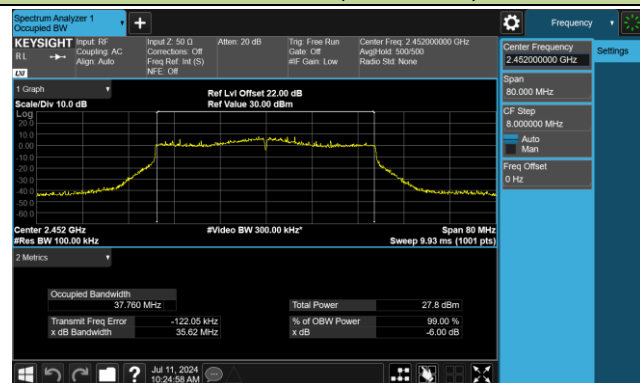 Spectrum Analyzer 1
Occupied BW
Frequency
KEYSIGHT
Input: RF
Input Z: 50 Ω
Atten: 20 dB
Trig: Free Run
Center Freq: 2.452000000 GHz
R L
Coupling: AC
Corrections: Off
Gate: Off
Avg|Hold: 500/500
Align: Auto
Freq Ref: Int (S)
#IF Gain: Low
Radio Std: None
NFE: Off
LXI
Center Frequency
2.452000000 GHz
Settings
Span
80.000 MHz
CF Step
8.000000 MHz
Auto
Man
Freq Offset
0 Hz
1 Graph
Ref Lvl Offset 22.00 dB
Scale/Div 10.0 dB
Ref Value 30.00 dBm
Log
20.0
10.0
0.00
-10.0
-20.0
-30.0
-40.0
-50.0
-60.0
Center 2.452 GHz
#Video BW 300.00 kHz*
Span 80 MHz
#Res BW 100.00 kHz
Sweep 9.93 ms (1001 pts)
2 Metrics
Occupied Bandwidth
37.760 MHz
Total Power
27.8 dBm
Transmit Freq Error
-122.05 kHz
% of OBW Power
99.00 %
x dB Bandwidth
35.62 MHz
x dB
-6.00 dB
Jul 11, 2024
10:24:58 AM